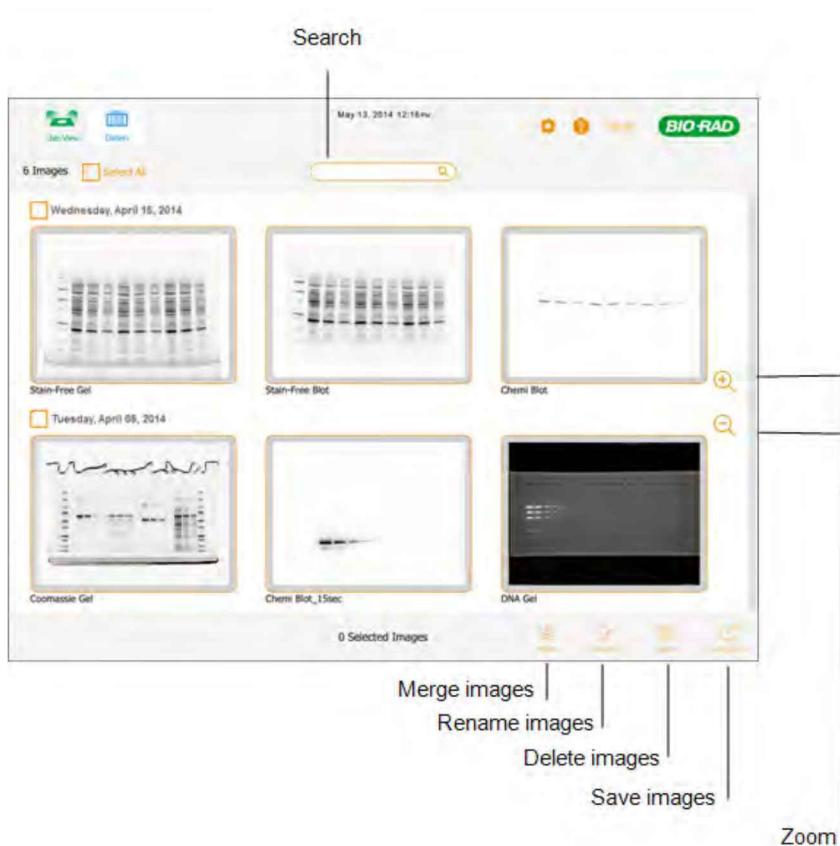 Search
May 13, 2014 12:16PM
BIO-RAD
6 Images Select All
Wednesday, April 16, 2014
Stain-Free Gel Stain-Free Blot Chemi Blot
Tuesday, April 08, 2014
Coomassie Gel Chemi Blot_15sec DNA Gel
0 Selected Images
Merge images
Rename images
Delete images
Save images
Zoom